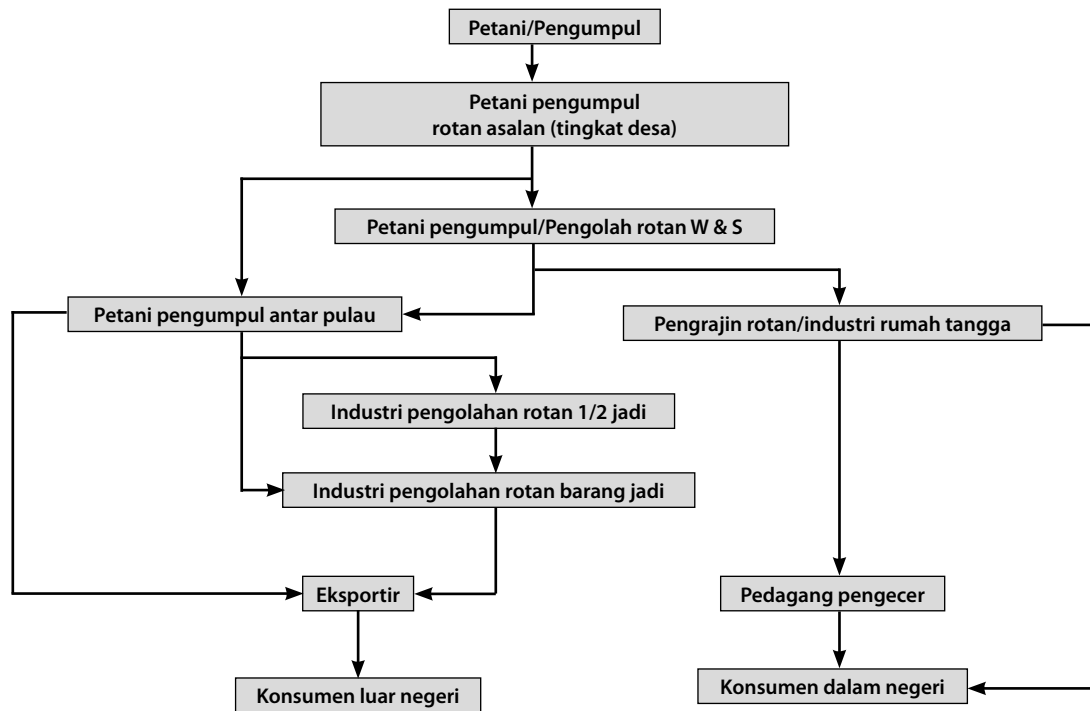 Petani/Pengumpul
Petani pengumpul
rotan asalan (tingkat desa)
Petani pengumpul/Pengolah rotan W & S
Petani pengumpul antar pulau
Pengrajin rotan/industri rumah tangga
Industri pengolahan rotan 1/2 jadi
Industri pengolahan rotan barang jadi
Eksportir
Pedagang pengecer
Konsumen luar negeri
Konsumen dalam negeri